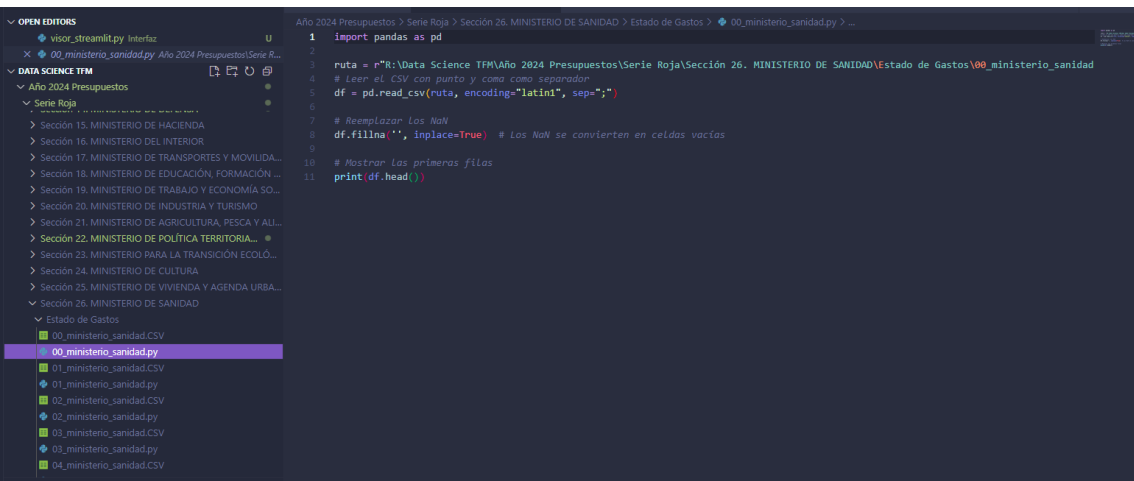 OPEN EDITORS
visor_streamlit.py Interfaz U
00_ministerio_sanidad.py Año 2024 Presupuestos\Serie R...
DATA SCIENCE TFM
Año 2024 Presupuestos
Serie Roja
Sección 15. MINISTERIO DE HACIENDA
Sección 16. MINISTERIO DEL INTERIOR
Sección 17. MINISTERIO DE TRANSPORTES Y MOVILIDA...
Sección 18. MINISTERIO DE EDUCACIÓN, FORMACIÓN ...
Sección 19. MINISTERIO DE TRABAJO Y ECONOMÍA SO...
Sección 20. MINISTERIO DE INDUSTRIA Y TURISMO
Sección 21. MINISTERIO DE AGRICULTURA, PESCA Y ALI...
Sección 22. MINISTERIO DE POLÍTICA TERRITORIA...
Sección 23. MINISTERIO PARA LA TRANSICIÓN ECOLÓ...
Sección 24. MINISTERIO DE CULTURA
Sección 25. MINISTERIO DE VIVIENDA Y AGENDA URBA...
Sección 26. MINISTERIO DE SANIDAD
Estado de Gastos
00_ministerio_sanidad.CSV
00_ministerio_sanidad.py
01_ministerio_sanidad.CSV
01_ministerio_sanidad.py
02_ministerio_sanidad.CSV
02_ministerio_sanidad.py
03_ministerio_sanidad.CSV
03_ministerio_sanidad.py
04_ministerio_sanidad.CSV
Año 2024 Presupuestos > Serie Roja > Sección 26. MINISTERIO DE SANIDAD > Estado de Gastos > 00_ministerio_sanidad.py > ...
1 import pandas as pd
2
3 ruta = r"R:\Data Science TFM\Año 2024 Presupuestos\Serie Roja\Sección 26. MINISTERIO DE SANIDAD\Estado de Gastos\00_ministerio_sanidad
4 # Leer el CSV con punto y coma como separador
5 df = pd.read_csv(ruta, encoding="latin1", sep=";")
6
7 # Reemplazar los NaN
8 df.fillna('', inplace=True) # Los NaN se convierten en celdas vacías
9
10 # Mostrar las primeras filas
11 print(df.head())